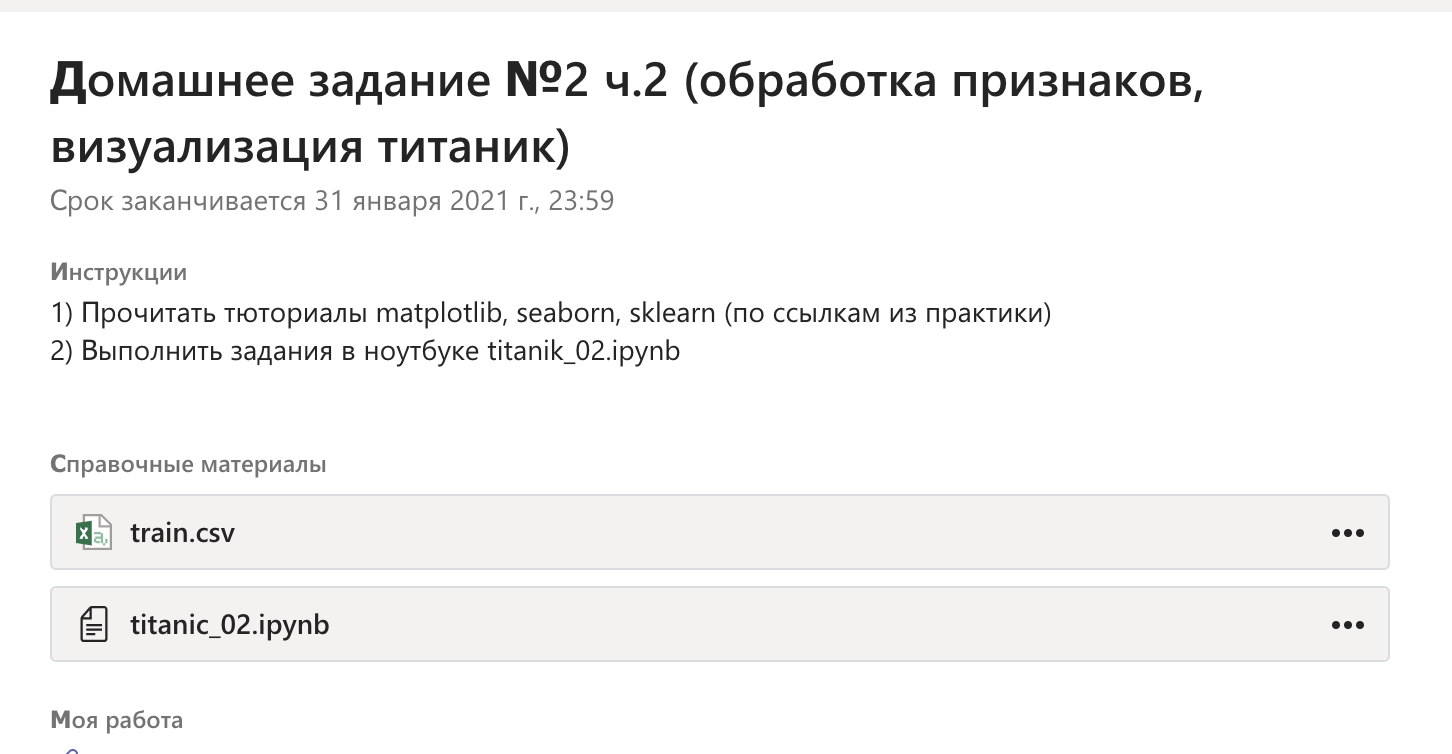 Домашнее задание №2 ч.2 (обработка признаков,
визуализация титаник)
Срок заканчивается 31 января 2021 г., 23:59
Инструкции
1) Прочитать тюториалы matplotlib, seaborn, sklearn (по ссылкам из практики)
2) Выполнить задания в ноутбуке titanik_02.ipynb
Справочные материалы
train.csv
titanic_02.ipynb
Моя работа